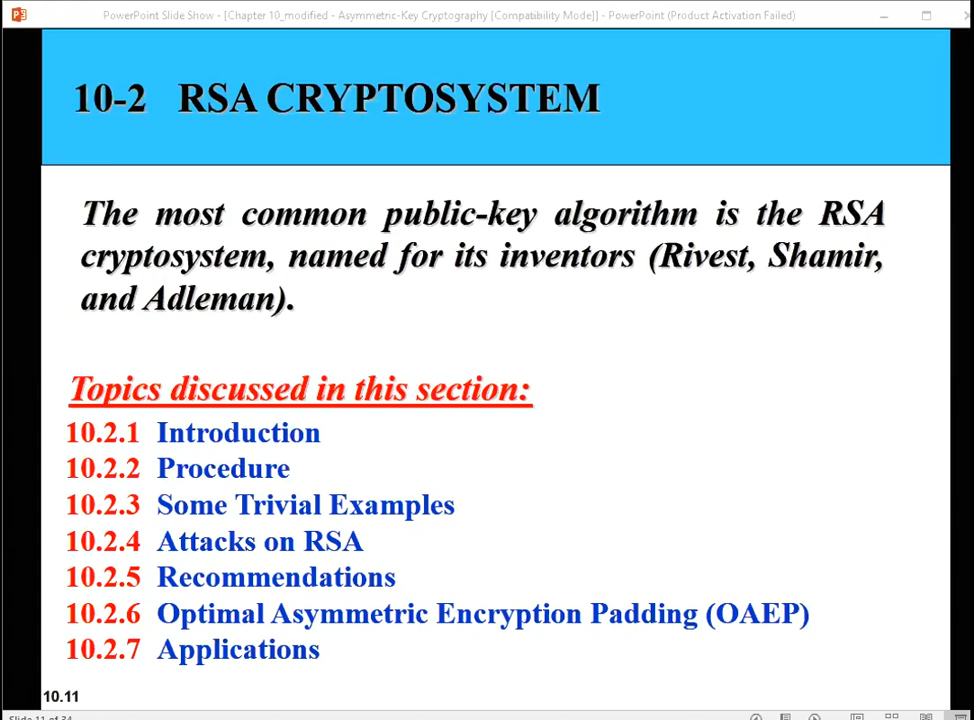 PowerPoint Slide Show - [Chapter 10_modified - Asymmetric-Key Cryptography [Compatibility Mode]] - PowerPoint (Product Activation Failed)
10-2 RSA CRYPTOSYSTEM
The most common public-key algorithm is the RSA
cryptosystem, named for its inventors (Rivest, Shamir,
and Adleman).
Topics discussed in this section:
10.2.1 Introduction
10.2.2 Procedure
10.2.3 Some Trivial Examples
10.2.4 Attacks on RSA
10.2.5 Recommendations
10.2.6 Optimal Asymmetric Encryption Padding (OAEP)
10.2.7 Applications
10.11
Slide 11 of 34